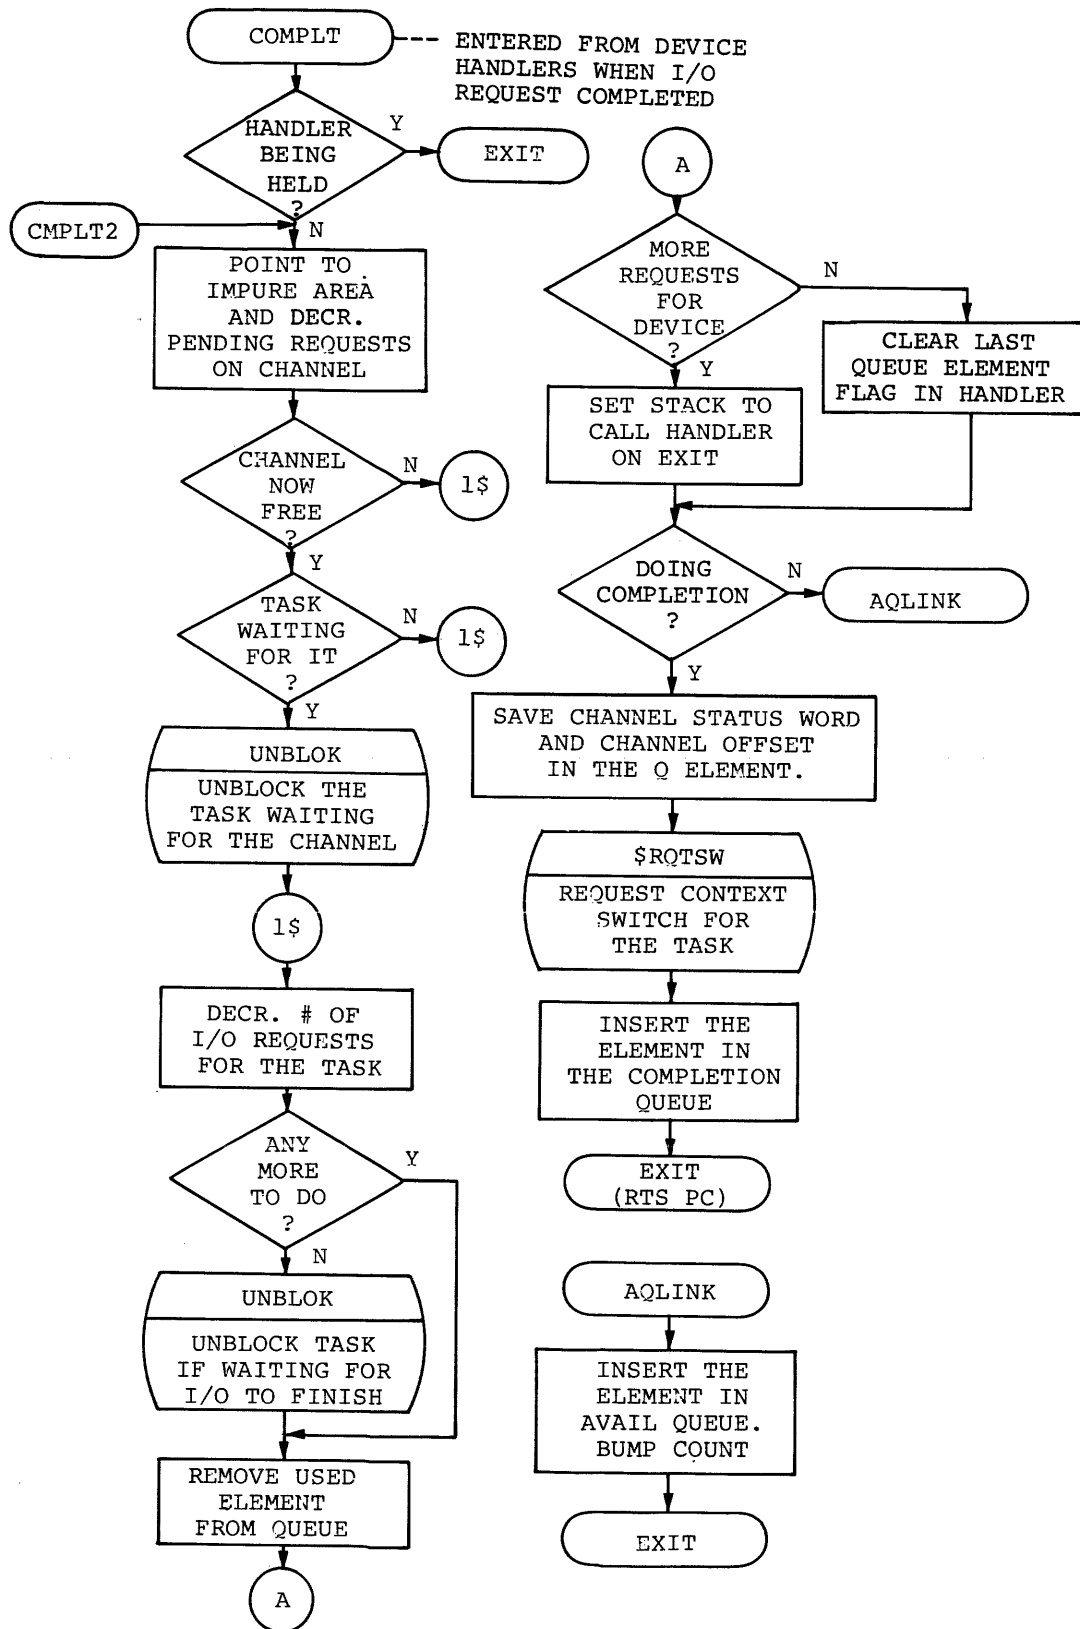 COMPLT
ENTERED FROM DEVICE
HANDLERS WHEN I/O
REQUEST COMPLETED
HANDLER
BEING
HELD
?
Y
EXIT
CMPLT2
N
POINT TO
IMPURE AREA
AND DECR.
PENDING REQUESTS
ON CHANNEL
CHANNEL
NOW
FREE
?
N
1$
Y
TASK
WAITING
FOR IT
?
N
1$
Y
UNBLOK
UNBLOCK THE
TASK WAITING
FOR THE CHANNEL
1$
DECR. # OF
I/O REQUESTS
FOR THE TASK
ANY
MORE
TO DO
?
Y
N
UNBLOK
UNBLOCK TASK
IF WAITING FOR
I/O TO FINISH
REMOVE USED
ELEMENT
FROM QUEUE
A
A
MORE
REQUESTS
FOR
DEVICE
?
N
CLEAR LAST
QUEUE ELEMENT
FLAG IN HANDLER
Y
SET STACK TO
CALL HANDLER
ON EXIT
DOING
COMPLETION
?
N
AQLINK
Y
SAVE CHANNEL STATUS WORD
AND CHANNEL OFFSET
IN THE Q ELEMENT.
$RQTSW
REQUEST CONTEXT
SWITCH FOR
THE TASK
INSERT THE
ELEMENT IN
THE COMPLETION
QUEUE
EXIT
(RTS PC)
AQLINK
INSERT THE
ELEMENT IN
AVAIL QUEUE.
BUMP COUNT
EXIT